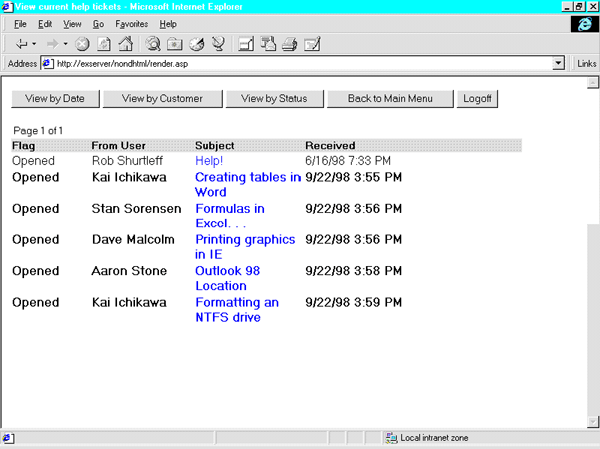 View current help tickets - Microsoft Internet Explorer
File Edit View Go Favorites Help
Address http://exserver/nondhtml/render.asp Links
View by Date View by Customer View by Status Back to Main Menu Logoff
Page 1 of 1
Flag From User Subject Received
Opened Rob Shurtleff Help! 6/16/98 7:33 PM
Opened Kai Ichikawa Creating tables in 9/22/98 3:55 PM
Word
Opened Stan Sorensen Formulas in 9/22/98 3:56 PM
Excel. . .
Opened Dave Malcolm Printing graphics 9/22/98 3:56 PM
in IE
Opened Aaron Stone Outlook 98 9/22/98 3:58 PM
Location
Opened Kai Ichikawa Formatting an 9/22/98 3:59 PM
NTFS drive
Local intranet zone